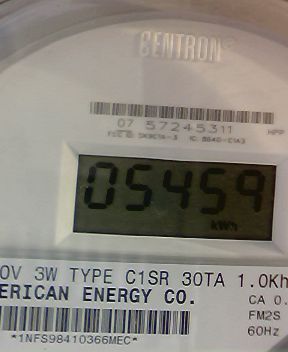 CENTRON®
07 57245311
HPP
05459
kWh
0V 3W TYPE C1SR 30TA 1.0Kh
ERICAN ENERGY CO.
CA 0.
FM2S
60Hz
*1NFS98410366MEC*